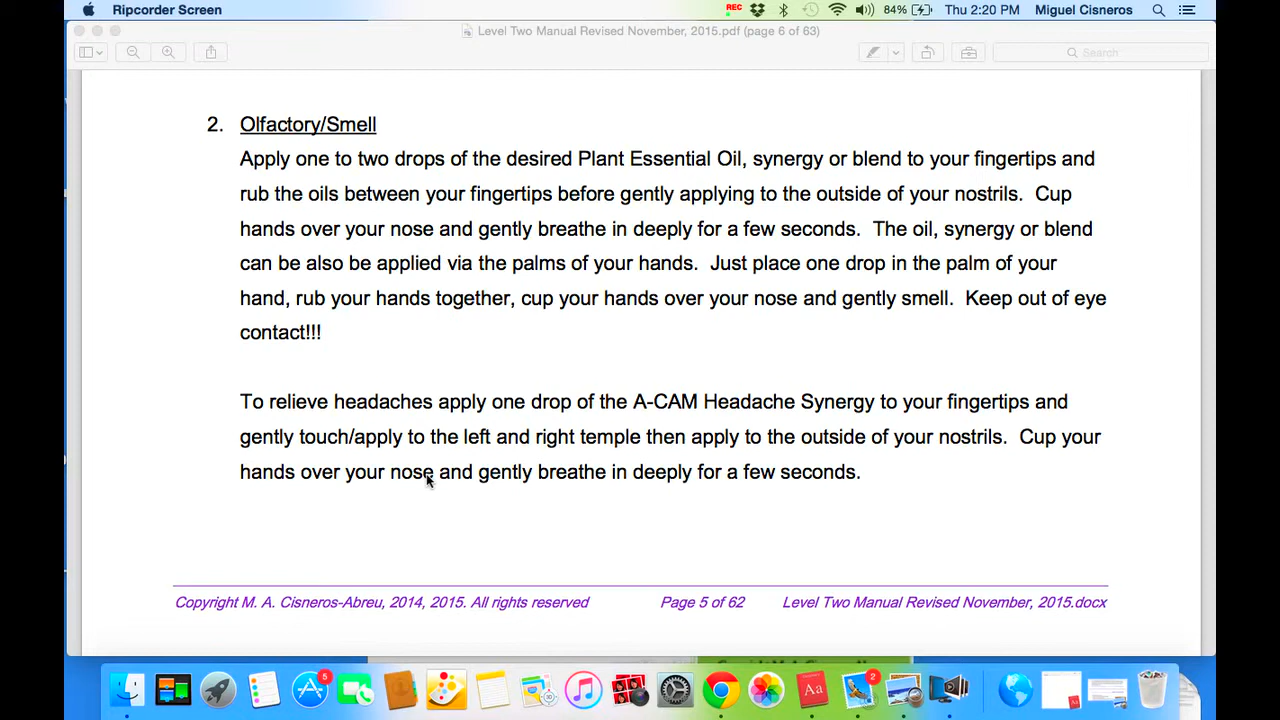 Ripcorder Screen
REC
84%
Thu 2:20 PM
Miguel Cisneros
Level Two Manual Revised November, 2015.pdf (page 6 of 63)
Search
2. Olfactory/Smell
Apply one to two drops of the desired Plant Essential Oil, synergy or blend to your fingertips and
rub the oils between your fingertips before gently applying to the outside of your nostrils. Cup
hands over your nose and gently breathe in deeply for a few seconds. The oil, synergy or blend
can be also be applied via the palms of your hands. Just place one drop in the palm of your
hand, rub your hands together, cup your hands over your nose and gently smell. Keep out of eye
contact!!!
To relieve headaches apply one drop of the A-CAM Headache Synergy to your fingertips and
gently touch/apply to the left and right temple then apply to the outside of your nostrils. Cup your
hands over your nose and gently breathe in deeply for a few seconds.
Copyright M. A. Cisneros-Abreu, 2014, 2015. All rights reserved
Page 5 of 62
Level Two Manual Revised November, 2015.docx
5
Aa
2